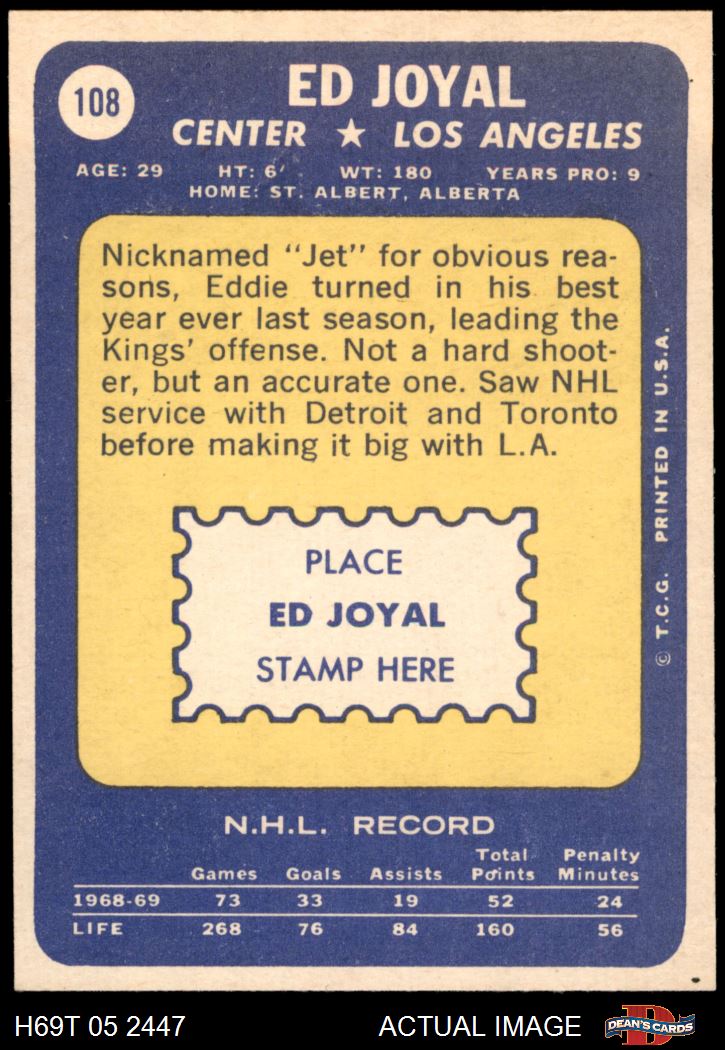 108
ED JOYAL
CENTER ★ LOS ANGELES
AGE: 29 HT: 6' WT: 180 YEARS PRO: 9
HOME: ST. ALBERT, ALBERTA
Nicknamed "Jet" for obvious rea-
sons, Eddie turned in his best
year ever last season, leading the
Kings' offense. Not a hard shoot-
er, but an accurate one. Saw NHL
service with Detroit and Toronto
before making it big with L.A.
PLACE
ED JOYAL
STAMP HERE
© T.C.G. PRINTED IN U.S.A.
N.H.L. RECORD
Games Goals Assists Total Points Penalty Minutes
1968-69 73 33 19 52 24
LIFE 268 76 84 160 56
H69T 05 2447 ACTUAL IMAGE
D
DEAN'S CARDS